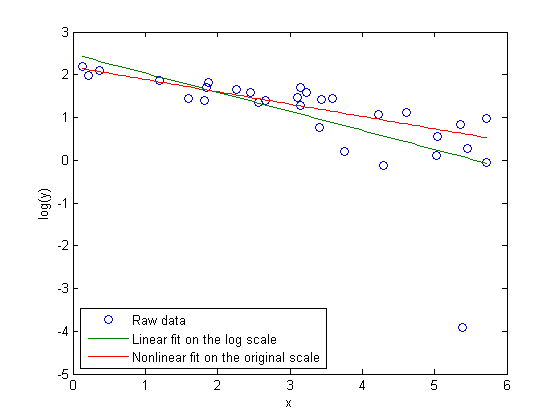 3
2
1
0
-1
-2
-3
-4
-5
log(y)
Raw data
Linear fit on the log scale
Nonlinear fit on the original scale
0 1 2 3 4 5 6
x